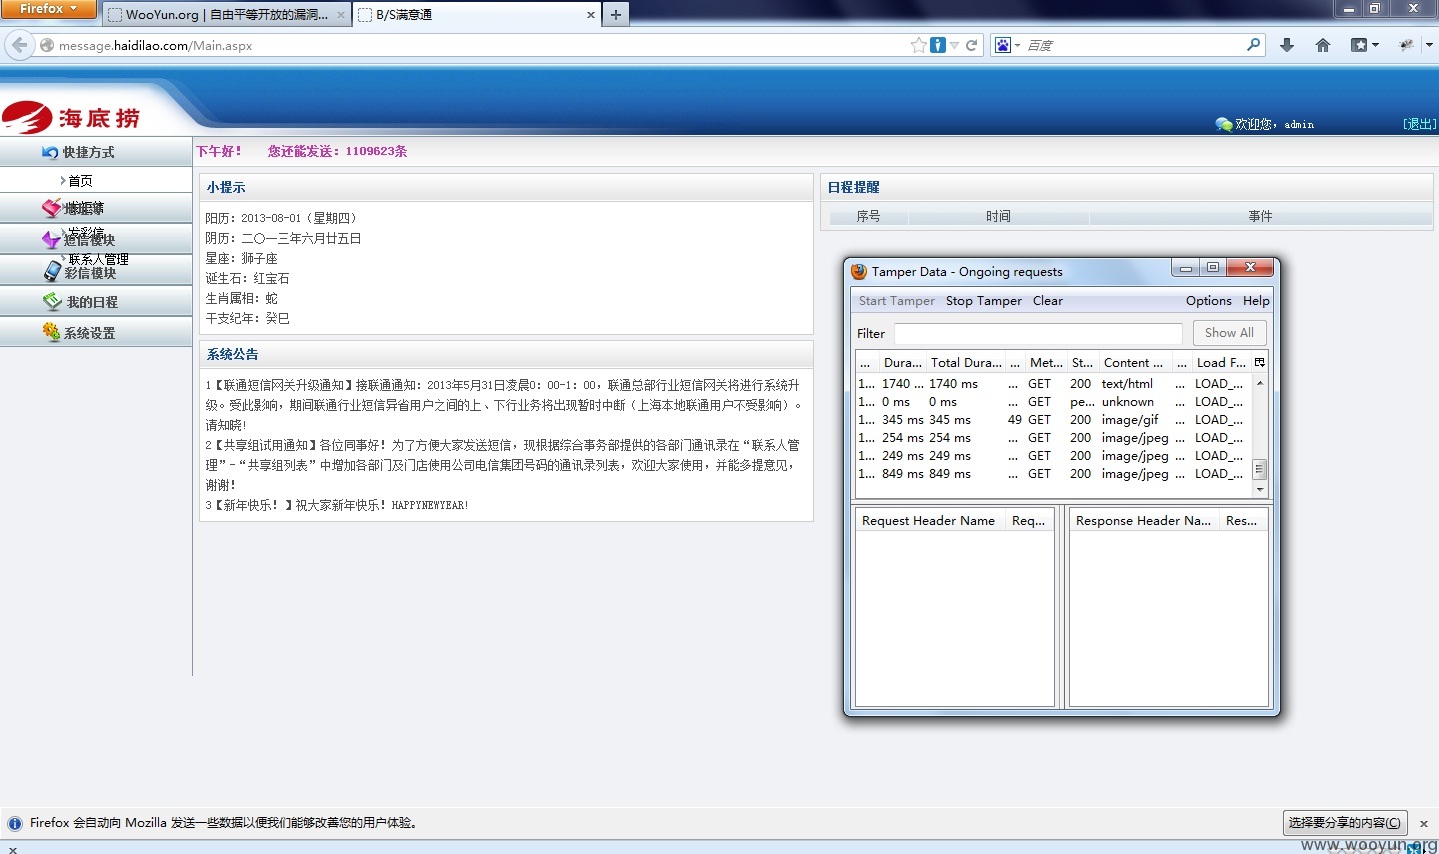 Firefox
WooYun.org | 自由平等开放的漏洞...
B/S满意通
message.haidilao.com/Main.aspx
百度
海底捞
欢迎您，admin
[退出]
快捷方式
下午好！ 您还能发送：1109623条
首页
小提示
日程提醒
阳历：2013-08-01（星期四）
序号 时间 事件
阴历：二〇一三年六月廿五日
发彩信
短信模块
星座：狮子座
联系人管理
彩信模块
诞生石：红宝石
生肖属相：蛇
我的日程
干支纪年：癸巳
系统设置
系统公告
1【联通短信网关升级通知】接联通通知：2013年5月31日凌晨0：00-1：00，联通总部行业短信网关将进行系统升
级。受此影响，期间联通行业短信异省用户之间的上、下行业务将出现暂时中断（上海本地联通用户不受影响）。
请知晓!
2【共享组试用通知】各位同事好！为了方便大家发送短信，现根据综合事务部提供的各部门通讯录在“联系人管
理”-“共享组列表”中增加各部门及门店使用公司电信集团号码的通讯录列表，欢迎大家使用，并能多提意见，
谢谢！
3【新年快乐！】祝大家新年快乐！HAPPYNEWYEAR!
Tamper Data - Ongoing requests
Start Tamper Stop Tamper Clear Options Help
Filter Show All
... Dura... Total Dura... ... Met... St... Content ... ... Load F...
1... 1740 ... 1740 ms ... GET 200 text/html ... LOAD_...
1... 0 ms 0 ms ... GET pe... unknown ... LOAD_...
1... 345 ms 345 ms 49 GET 200 image/gif ... LOAD_...
1... 254 ms 254 ms ... GET 200 image/jpeg ... LOAD_...
1... 249 ms 249 ms ... GET 200 image/jpeg ... LOAD_...
1... 849 ms 849 ms ... GET 200 image/jpeg ... LOAD_...
Request Header Name Req... Response Header Na... Res...
Firefox 会自动向 Mozilla 发送一些数据以便我们能够改善您的用户体验。
选择要分享的内容(C)
www.wooyun.org